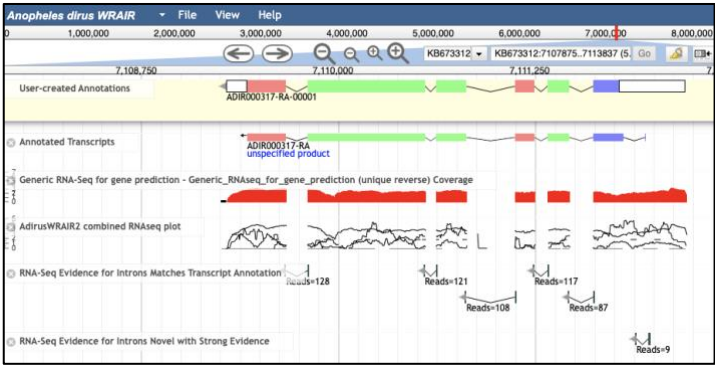 Anopheles dirus WRAIR File View Help
0 1,000,000 2,000,000 3,000,000 4,000,000 5,000,000 6,000,000 7,000,000 8,000,000
KB673312 KB673312:7107875..7113837 (5. Go
7,108,750 7,110,000 7,111,250 7,
User-created Annotations
ADIR000317-RA-00001
Annotated Transcripts
ADIR000317-RA
unspecified product
Generic RNA-Seq for gene prediction - Generic_RNAseq_for_gene_prediction (unique reverse) Coverage
AdirusWRAIR2 combined RNAseq plot
RNA-Seq Evidence for Introns Matches Transcript Annotation
Reads=128 Reads=121 Reads=117
Reads=108 Reads=87
RNA-Seq Evidence for Introns Novel with Strong Evidence
Reads=9